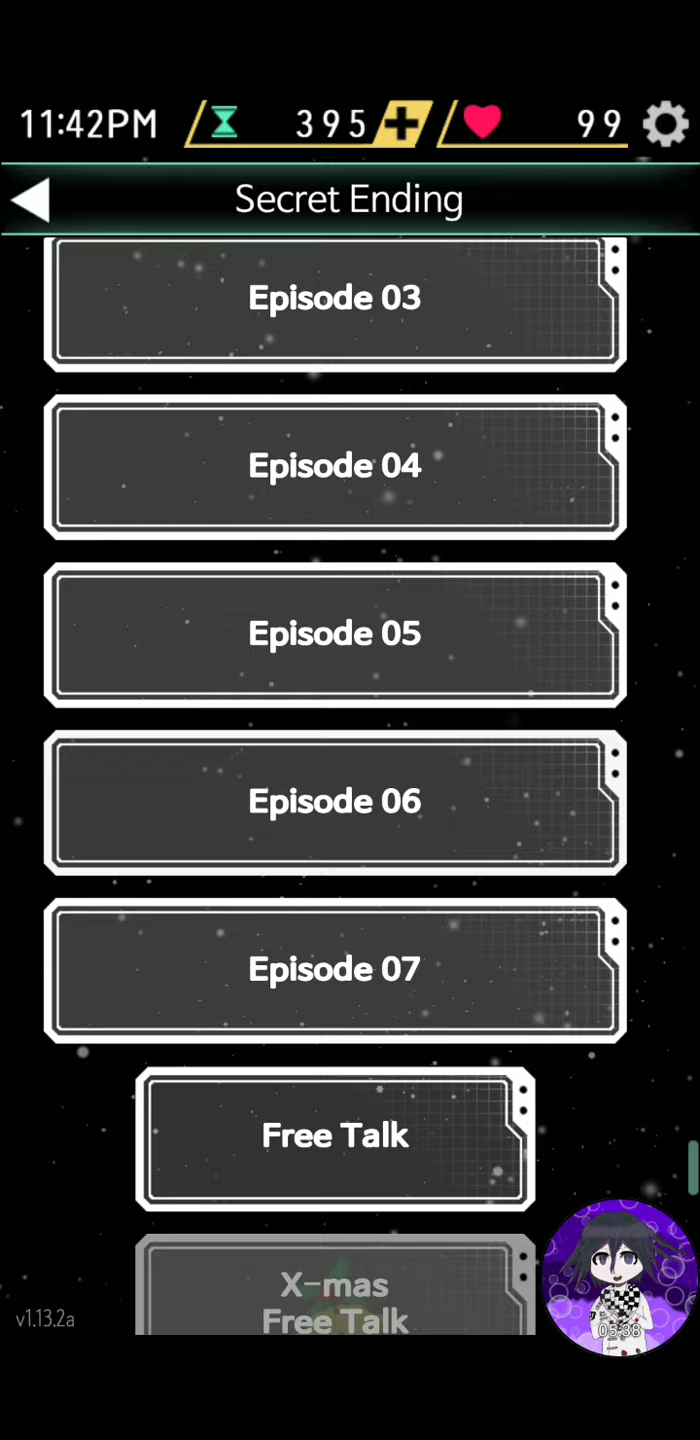 11:42PM 395 99
Secret Ending
Episode 03
Episode 04
Episode 05
Episode 06
Episode 07
Free Talk
X-mas
Free Talk
v1.13.2a
05:38